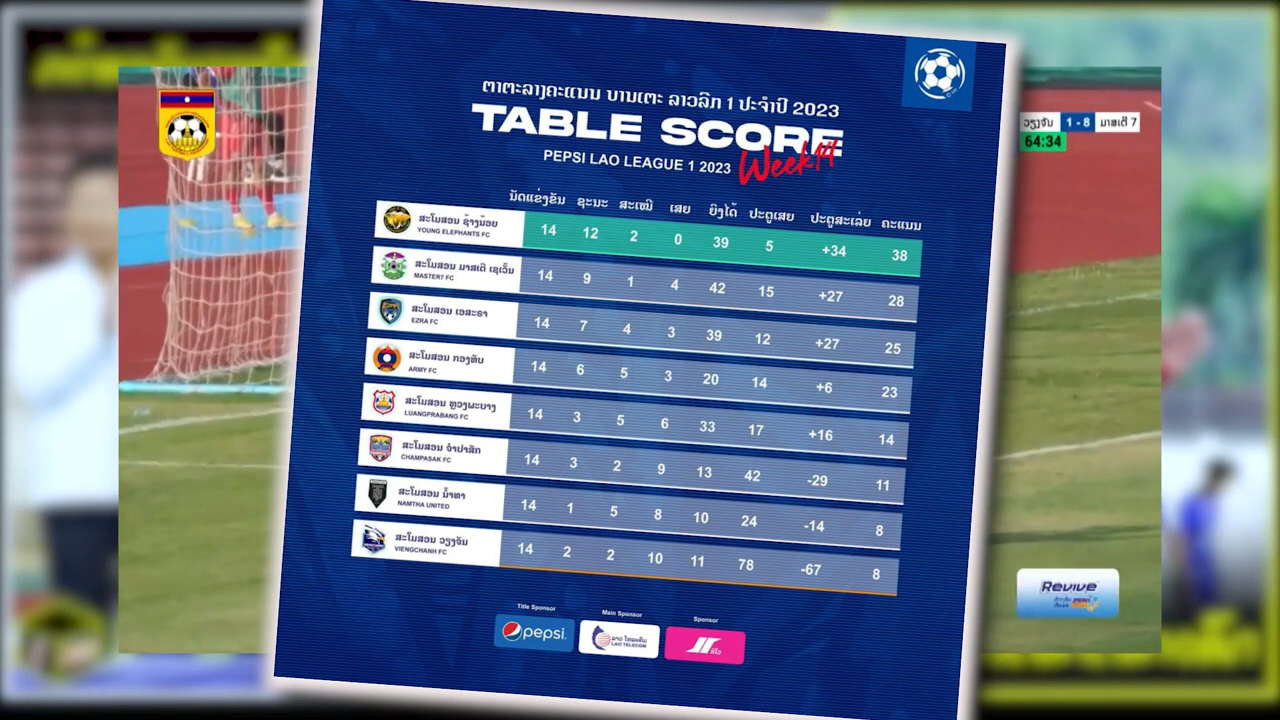 ຕາຕະລາງຄະແນນ ບານເຕະ ລາວລີກ 1 ປະຈຳປີ 2023
TABLE SCORE
PEPSI LAO LEAGUE 1 2023 Week14
ນັດແຂ່ງຂັນ ຊະນະ ສະເໝີ ເສຍ ຍິງໄດ້ ປະຕູເສຍ ປະຕູສະເລ່ຍ ຄະແນນ
ສະໂມສອນ ຊ້າງນ້ອຍ
YOUNG ELEPHANTS FC
14 12 2 0 39 5 +34 38
ສະໂມສອນ ມາສເຕີ ເຊເວັ້ນ
MASTER7 FC
14 9 1 4 42 15 +27 28
ສະໂມສອນ ເອສະຣາ
EZRA FC
14 7 4 3 39 12 +27 25
ສະໂມສອນ ກອງທັບ
ARMY FC
14 6 5 3 20 14 +6 23
ສະໂມສອນ ຫຼວງພະບາງ
LUANGPRABANG FC
14 3 5 6 33 17 +16 14
ສະໂມສອນ ຈຳປາສັກ
CHAMPASAK FC
14 3 2 9 13 42 -29 11
ສະໂມສອນ ນ້ຳທາ
NAMTHA UNITED
14 1 5 8 10 24 -14 8
ສະໂມສອນ ວຽງຈັນ
VIENGCHANH FC
14 2 2 10 11 78 -67 8
Title Sponsor
Main Sponsor
Sponsor
pepsi.
ລາວ ໂທລະຄົມ
LAO TELECOM
ວຽງຈັນ 1 - 8 ມາສເຕີ 7
64:34
Revive